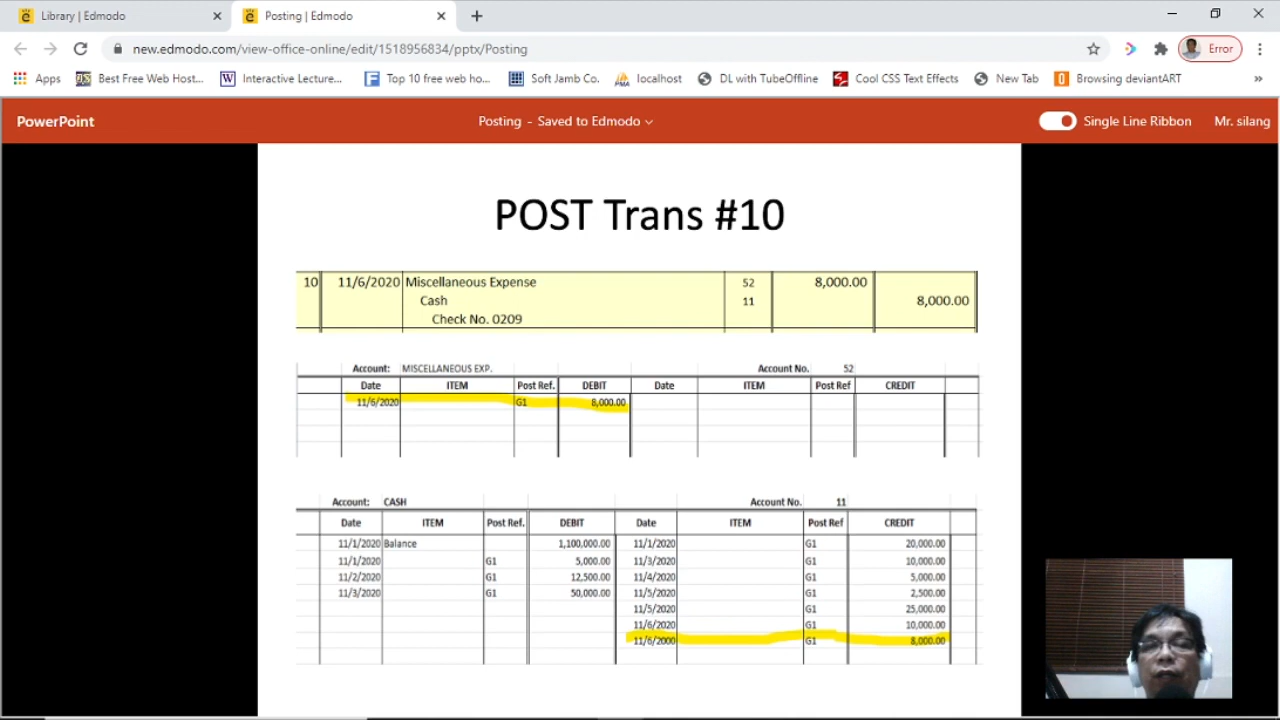 Library | Edmodo
Posting | Edmodo
new.edmodo.com/view-office-online/edit/1518956834/pptx/Posting
Error
Apps Best Free Web Host... Interactive Lecture... Top 10 free web ho... Soft Jamb Co. localhost DL with TubeOffline Cool CSS Text Effects New Tab Browsing deviantART »
PowerPoint Posting - Saved to Edmodo Single Line Ribbon Mr. silang
POST Trans #10
10 11/6/2020 Miscellaneous Expense 52 8,000.00
Cash 11 8,000.00
Check No. 0209
Account: MISCELLANEOUS EXP. Account No. 52
Date ITEM Post Ref. DEBIT Date ITEM Post Ref CREDIT
11/6/2020 G1 8,000.00
Account: CASH Account No. 11
Date ITEM Post Ref. DEBIT Date ITEM Post Ref CREDIT
11/1/2020 Balance 1,100,000.00 11/1/2020 G1 20,000.00
11/1/2020 G1 5,000.00 11/3/2020 G1 10,000.00
11/2/2020 G1 12,500.00 11/4/2020 G1 5,000.00
11/3/2020 G1 50,000.00 11/5/2020 G1 2,500.00
11/5/2020 G1 25,000.00
11/6/2020 G1 10,000.00
11/6/2000 G1 8,000.00